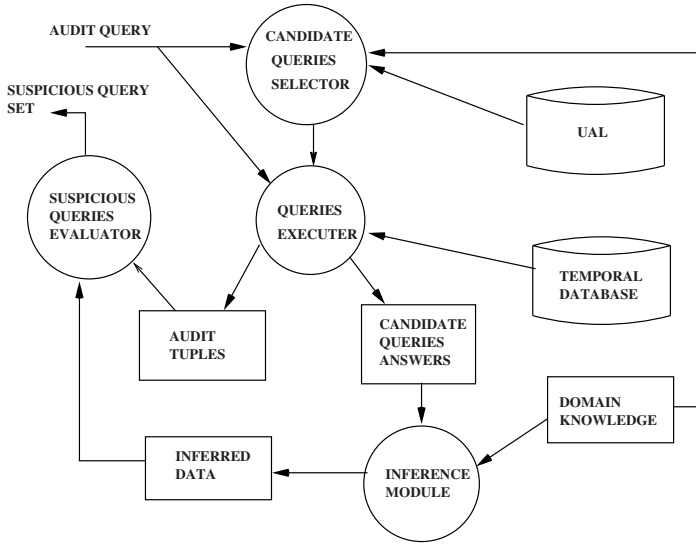 AUDIT QUERY
CANDIDATE
QUERIES
SELECTOR
SUSPICIOUS QUERY
SET
UAL
SUSPICIOUS
QUERIES
EVALUATOR
QUERIES
EXECUTER
TEMPORAL
DATABASE
AUDIT
TUPLES
CANDIDATE
QUERIES
ANSWERS
DOMAIN
KNOWLEDGE
INFERRED
DATA
INFERENCE
MODULE